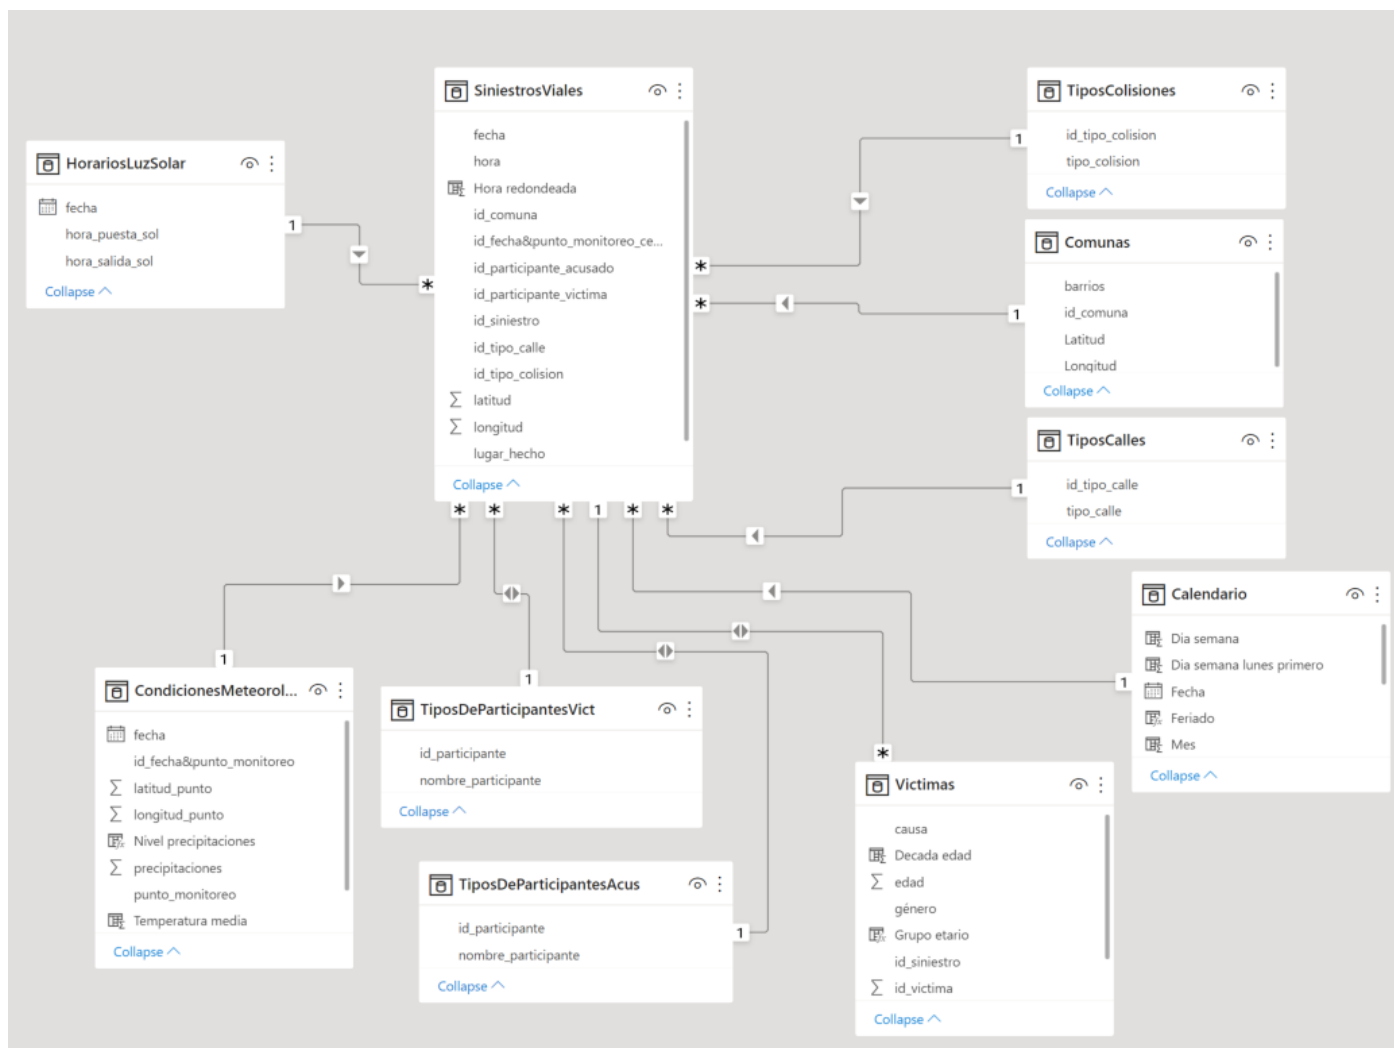 SiniestrosViales
fecha
hora
Hora redondeada
id_comuna
id_fecha&punto_monitoreo_ce...
id_participante_acusado
id_participante_victima
id_siniestro
id_tipo_calle
id_tipo_colision
latitud
longitud
lugar_hecho
Collapse
HorariosLuzSolar
fecha
hora_puesta_sol
hora_salida_sol
Collapse
1
*
TiposColisiones
id_tipo_colision
tipo_colision
Collapse
1
*
Comunas
barrios
id_comuna
Latitud
Longitud
Collapse
1
*
TiposCalles
id_tipo_calle
tipo_calle
Collapse
1
* * * 1 * *
Calendario
Dia semana
Dia semana lunes primero
Fecha
Feriado
Mes
Collapse
1
CondicionesMeteorol...
fecha
id_fecha&punto_monitoreo
latitud_punto
longitud_punto
Nivel precipitaciones
precipitaciones
punto_monitoreo
Temperatura media
Collapse
1
TiposDeParticipantesVict
id_participante
nombre_participante
Collapse
1
TiposDeParticipantesAcus
id_participante
nombre_participante
Collapse
1
Victimas
causa
Decada edad
edad
género
Grupo etario
id_siniestro
id_victima
Collapse
*